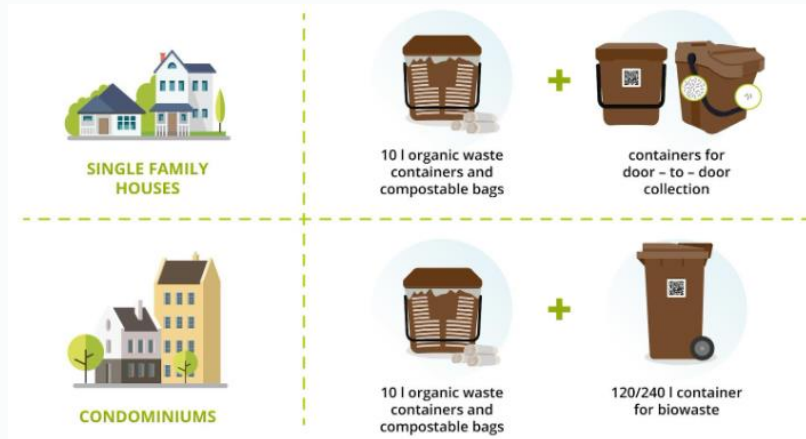 SINGLE FAMILY
HOUSES
10 l organic waste
containers and
compostable bags
containers for
door – to – door
collection
CONDOMINIUMS
10 l organic waste
containers and
compostable bags
120/240 l container
for biowaste